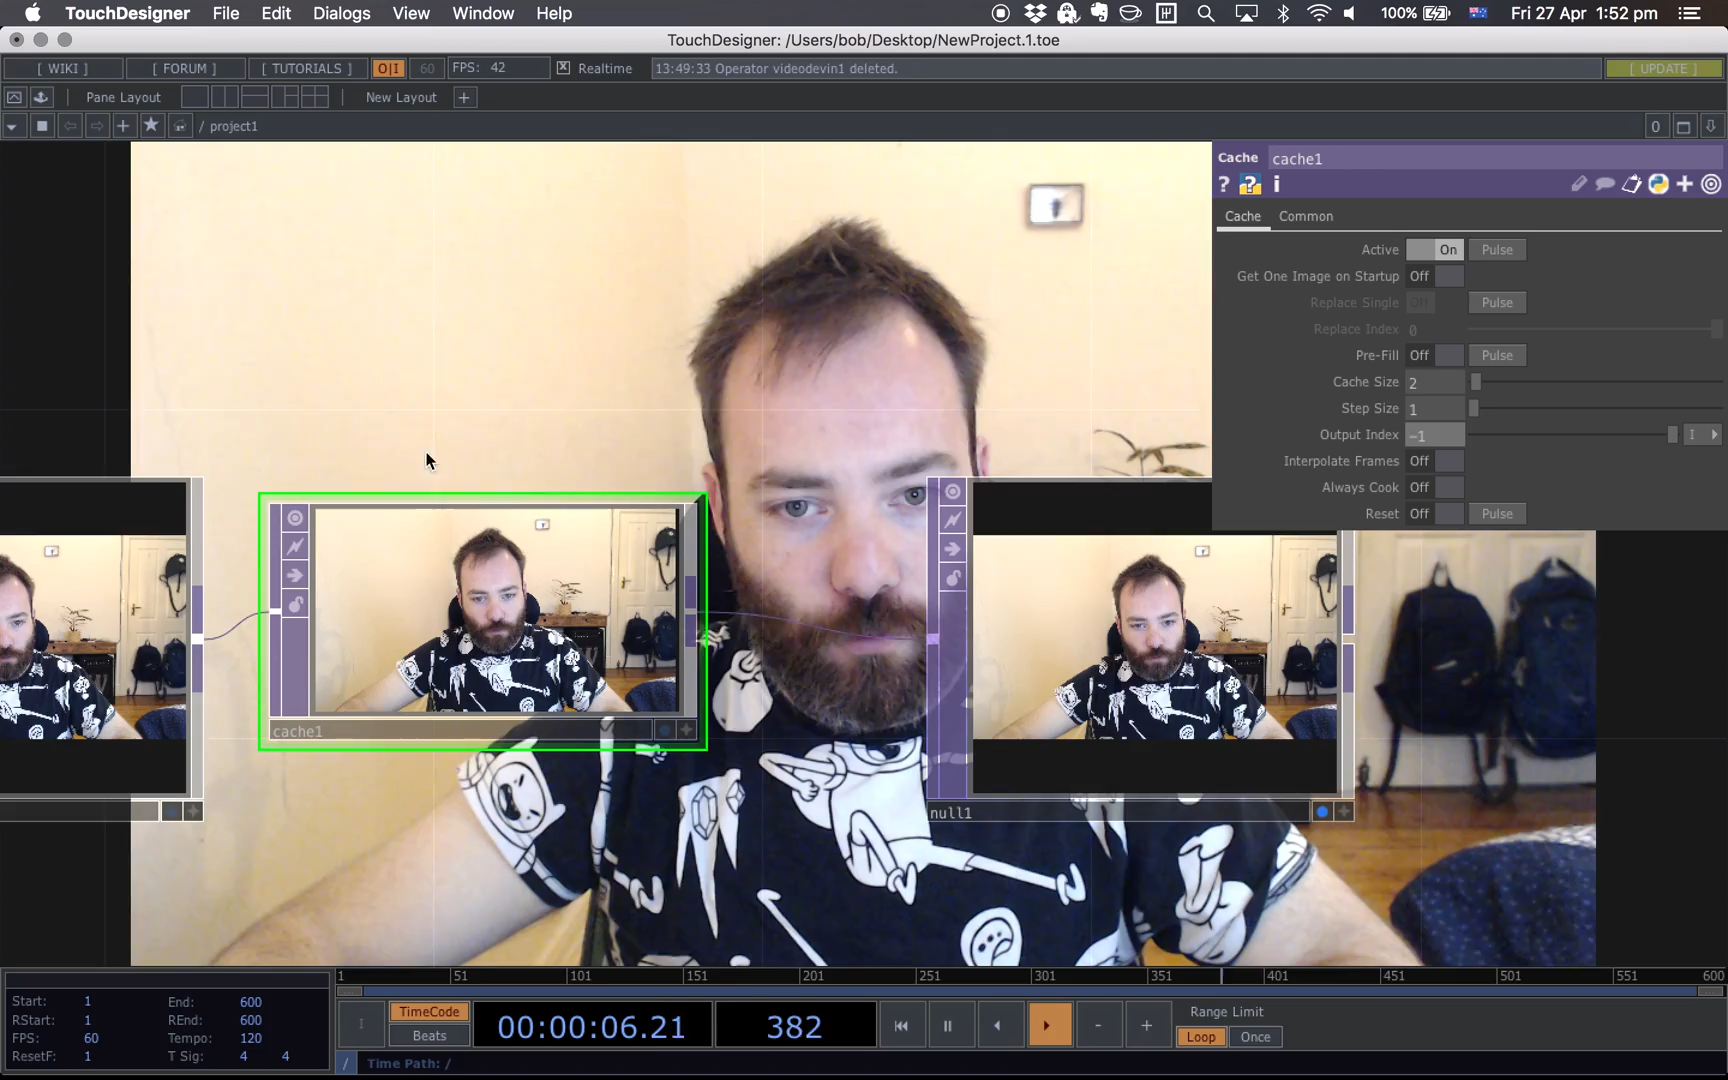 TouchDesigner File Edit Dialogs View Window Help 100% Fri 27 Apr 1:52 pm
TouchDesigner: /Users/bob/Desktop/NewProject.1.toe
[ WIKI ] [ FORUM ] [ TUTORIALS ] O|I 60 FPS: 42 Realtime 13:49:33 Operator videodevin1 deleted. [ UPDATE ]
Pane Layout New Layout +
/ project1 0
Cache cache1
? ? i
Cache Common
Active On Pulse
Get One Image on Startup Off
Replace Single Off Pulse
Replace Index 0
Pre-Fill Off Pulse
Cache Size 2
Step Size 1
Output Index -1
Interpolate Frames Off
Always Cook Off
Reset Off Pulse
cache1
null1
1 51 101 151 201 251 301 351 401 451 501 551 600
Start: 1 End: 600
RStart: 1 REnd: 600
FPS: 60 Tempo: 120
ResetF: 1 T Sig: 4 4
TimeCode
Beats
00:00:06.21 382
- +
Range Limit
Loop Once
/ Time Path: /